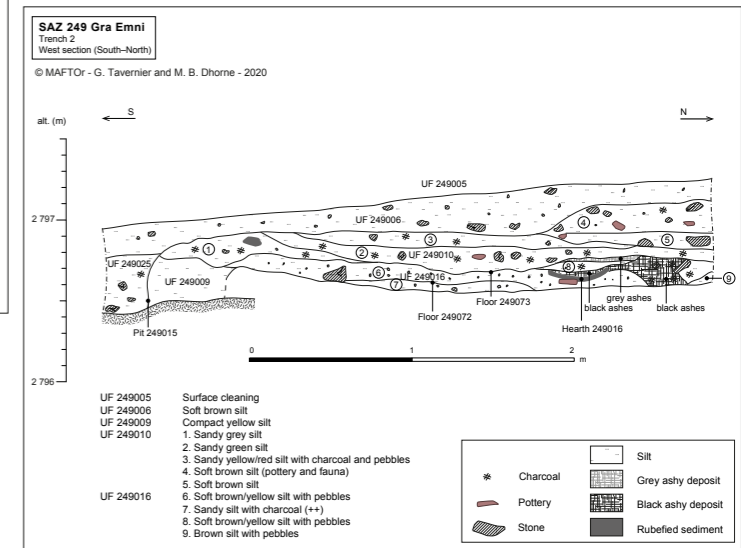 SAZ 249 Gra Emni
Trench 2
West section (South–North)
© MAFTOr - G. Tavernier and M. B. Dhorne - 2020
S
N
alt. (m)
UF 249005
2 797
UF 249006
4
3
5
1
2
UF 249010
UF 249025
8
6
UF 249016
UF 249009
7
9
grey ashes
black ashes
black ashes
Floor 249073
Floor 249072
Hearth 249016
Pit 249015
0
1
2
m
2 796
UF 249005 Surface cleaning
UF 249006 Soft brown silt
UF 249009 Compact yellow silt
UF 249010 1. Sandy grey silt
2. Sandy green silt
3. Sandy yellow/red silt with charcoal and pebbles
4. Soft brown silt (pottery and fauna)
5. Soft brown silt
UF 249016 6. Soft brown/yellow silt with pebbles
7. Sandy silt with charcoal (++)
8. Soft brown/yellow silt with pebbles
9. Brown silt with pebbles
Charcoal
Pottery
Stone
Silt
Grey ashy deposit
Black ashy deposit
Rubefied sediment